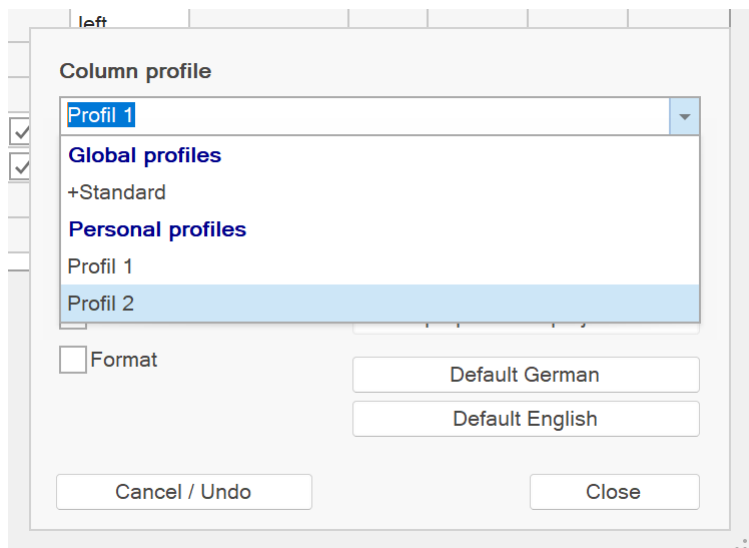 left
Column profile
Profil 1
Global profiles
+Standard
Personal profiles
Profil 1
Profil 2
Format
Default German
Default English
Cancel / Undo
Close